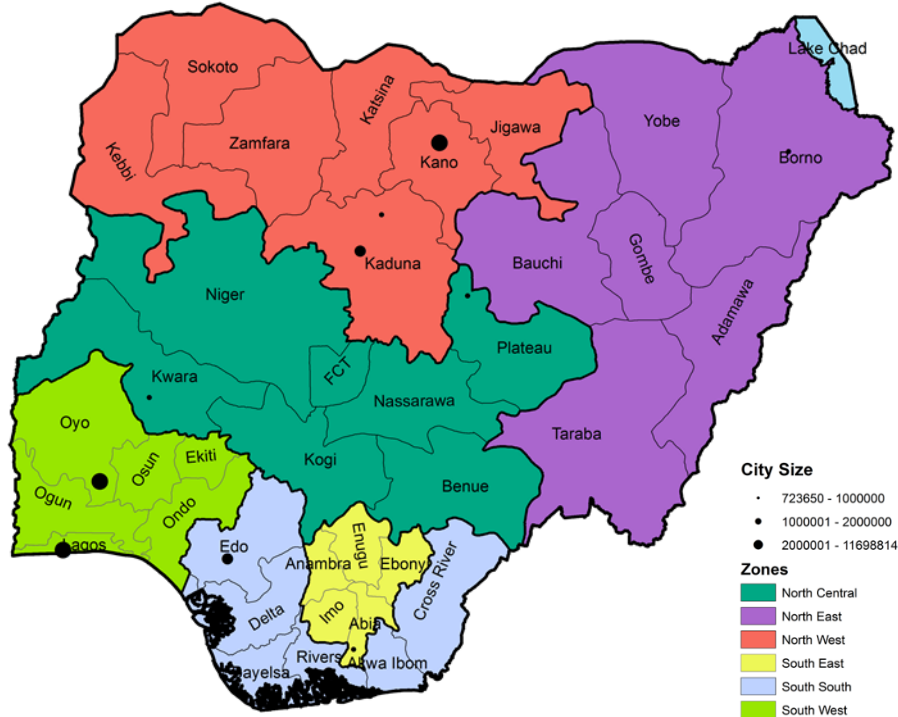 Lake Chad
Sokoto
Katsina
Yobe
Jigawa
Zamfara
Kano
Borno
Kebbi
Kaduna
Bauchi
Gombe
Niger
Adamawa
Plateau
FCT
Kwara
Nassarawa
Oyo
Taraba
Kogi
Osun
Ekiti
Benue
Ogun
Ondo
Lagos
Edo
Enugu
Anambra
Ebony
Cross River
Imo
Delta
Abia
Rivers
Akwa Ibom
Bayelsa
City Size
723650 - 1000000
1000001 - 2000000
2000001 - 11698814
Zones
North Central
North East
North West
South East
South South
South West